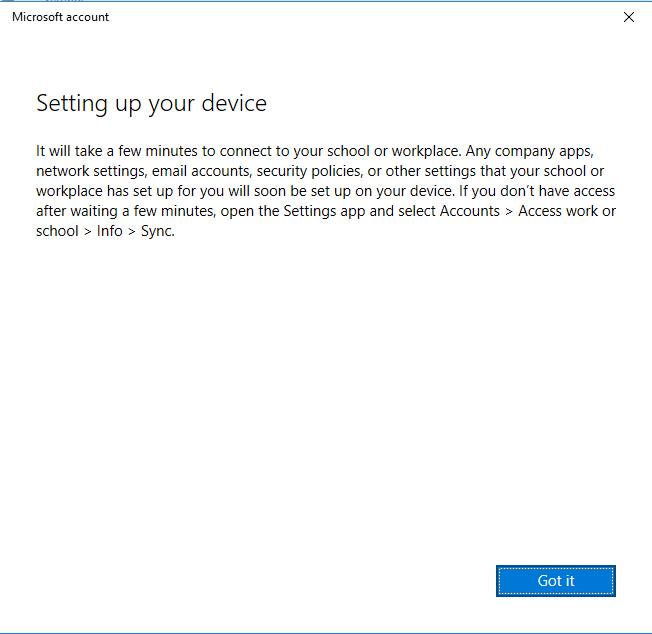 Microsoft account
Setting up your device
It will take a few minutes to connect to your school or workplace. Any company apps,
network settings, email accounts, security policies, or other settings that your school or
workplace has set up for you will soon be set up on your device. If you don't have access
after waiting a few minutes, open the Settings app and select Accounts > Access work or
school > Info > Sync.
Got it